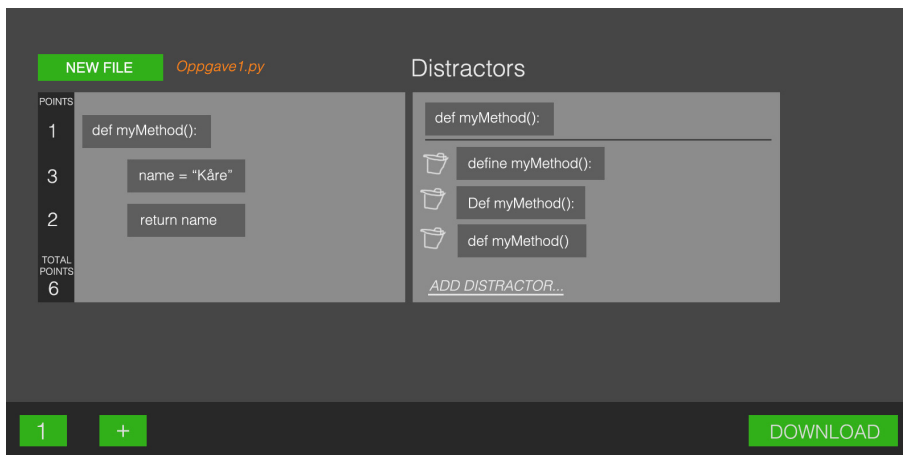 NEW FILE
Oppgave1.py
Distractors
POINTS
1
def myMethod():
3
name = “Kåre”
2
return name
TOTAL
POINTS
6
def myMethod():
define myMethod():
Def myMethod():
def myMethod()
ADD DISTRACTOR...
1
+
DOWNLOAD